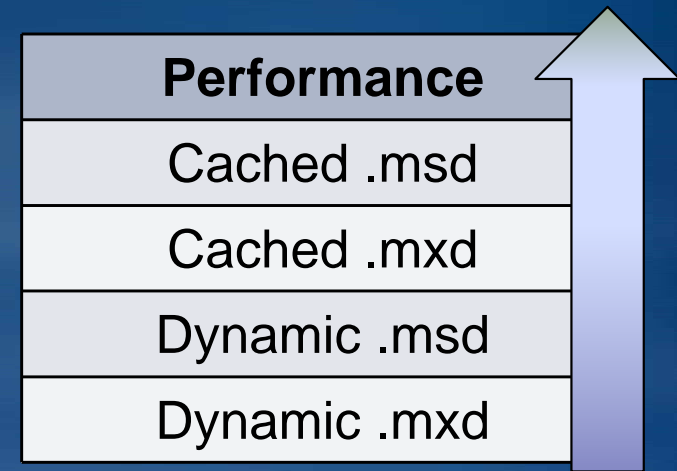 Performance
Cached .msd
Cached .mxd
Dynamic .msd
Dynamic .mxd